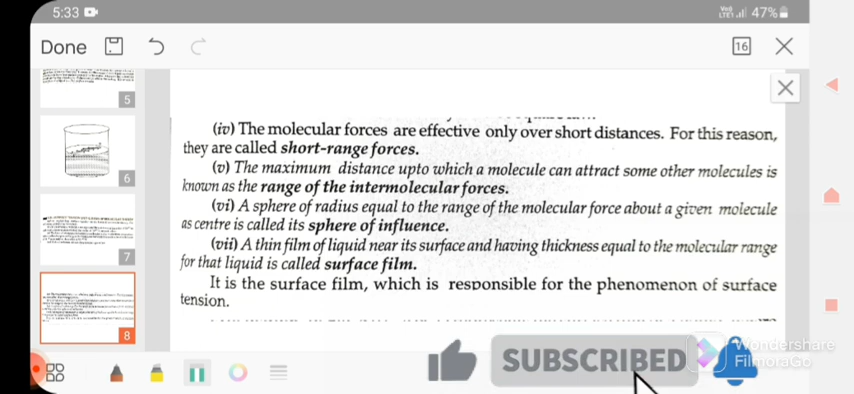 5:33
Voᵢ) LTE1 47%
Done
16
5
6
7
8
(iv) The molecular forces are effective only over short distances. For this reason,
they are called short-range forces.
(v) The maximum distance upto which a molecule can attract some other molecules is
known as the range of the intermolecular forces.
(vi) A sphere of radius equal to the range of the molecular force about a given molecule
as centre is called its sphere of influence.
(vii) A thin film of liquid near its surface and having thickness equal to the molecular range
for that liquid is called surface film.
It is the surface film, which is responsible for the phenomenon of surface
tension.
SUBSCRIBED
Wondershare
FilmoraGo